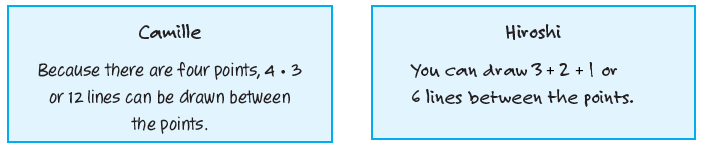 Camille
Because there are four points, 4 • 3
or 12 lines can be drawn between
the points.
Hiroshi
You can draw 3 + 2 + 1 or
6 lines between the points.